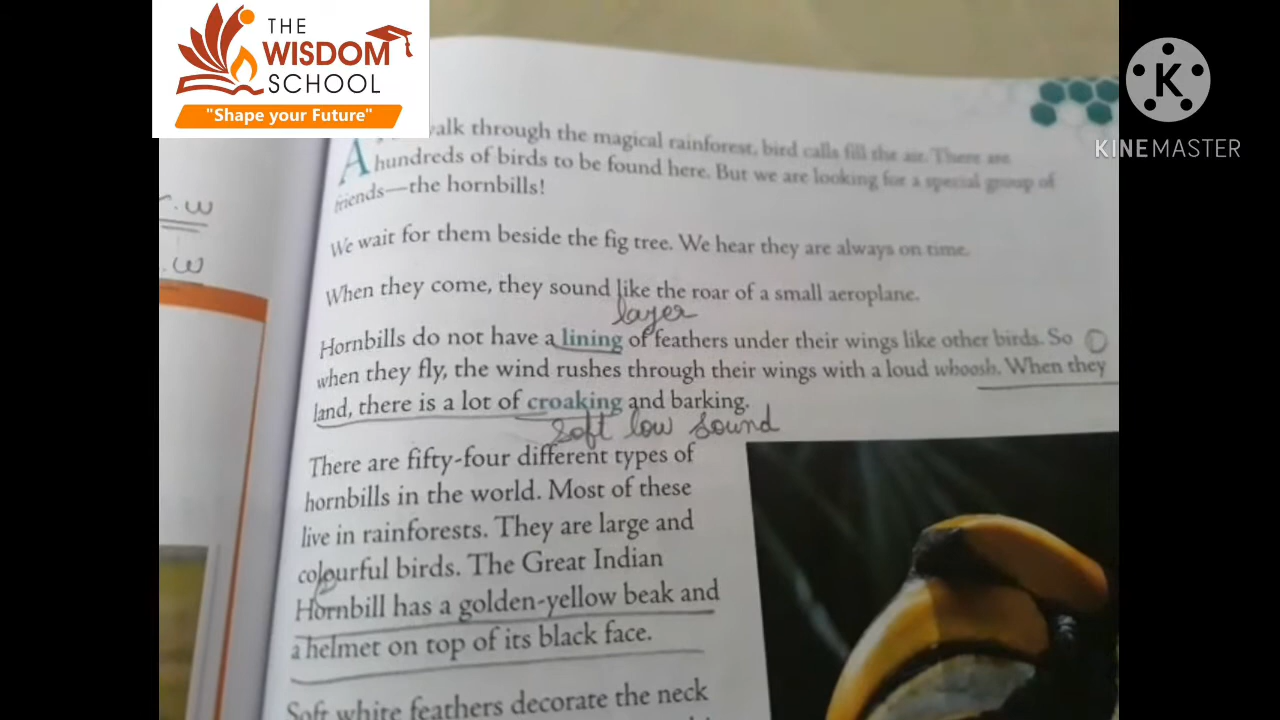 THE
WISDOM
SCHOOL
"Shape your Future"
K
KINEMASTER
A walk through the magical rainforest, bird calls fill the air. There are
hundreds of birds to be found here. But we are looking for a special group of
friends—the hornbills!
We wait for them beside the fig tree. We hear they are always on time.
When they come, they sound like the roar of a small aeroplane.
layer
Hornbills do not have a lining of feathers under their wings like other birds. So
when they fly, the wind rushes through their wings with a loud whoosh. When they
land, there is a lot of croaking and barking.
soft low sound
There are fifty-four different types of
hornbills in the world. Most of these
live in rainforests. They are large and
colourful birds. The Great Indian
Hornbill has a golden-yellow beak and
a helmet on top of its black face.
Soft white feathers decorate the neck